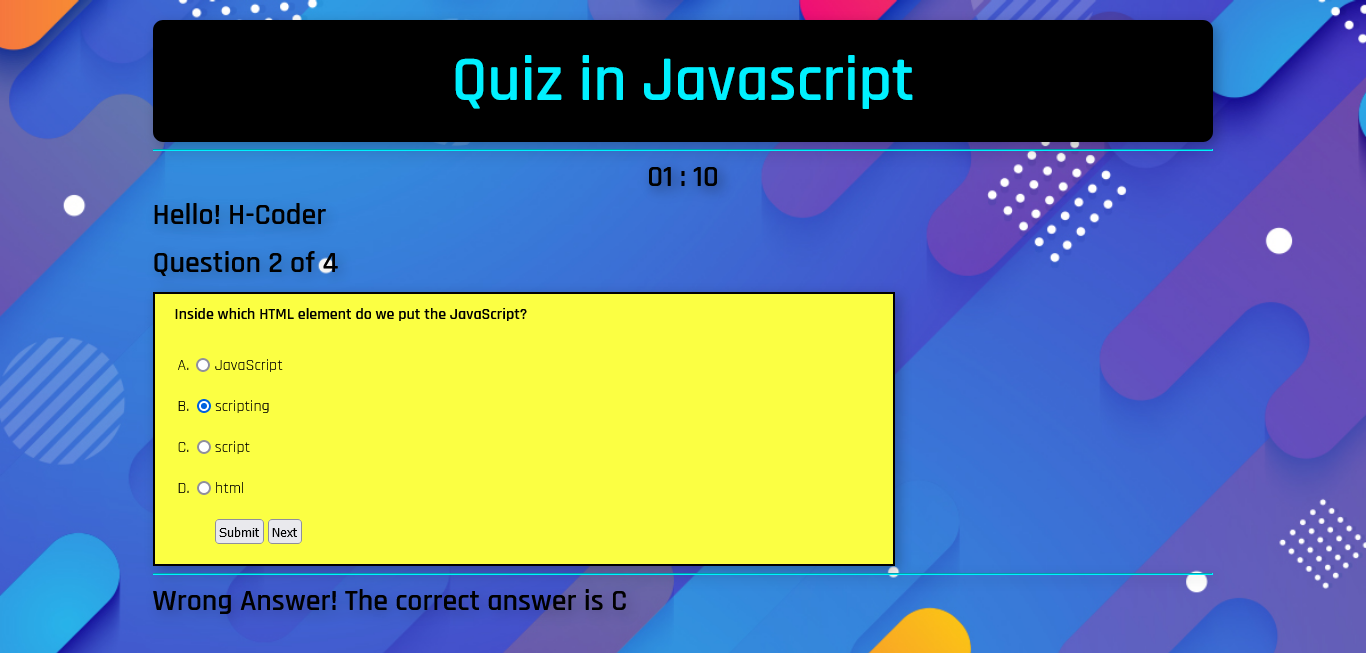 Quiz in Javascript
01 : 10
Hello! H-Coder
Question 2 of 4
Inside which HTML element do we put the JavaScript?
A. JavaScript
B. scripting
C. script
D. html
Submit Next
Wrong Answer! The correct answer is C